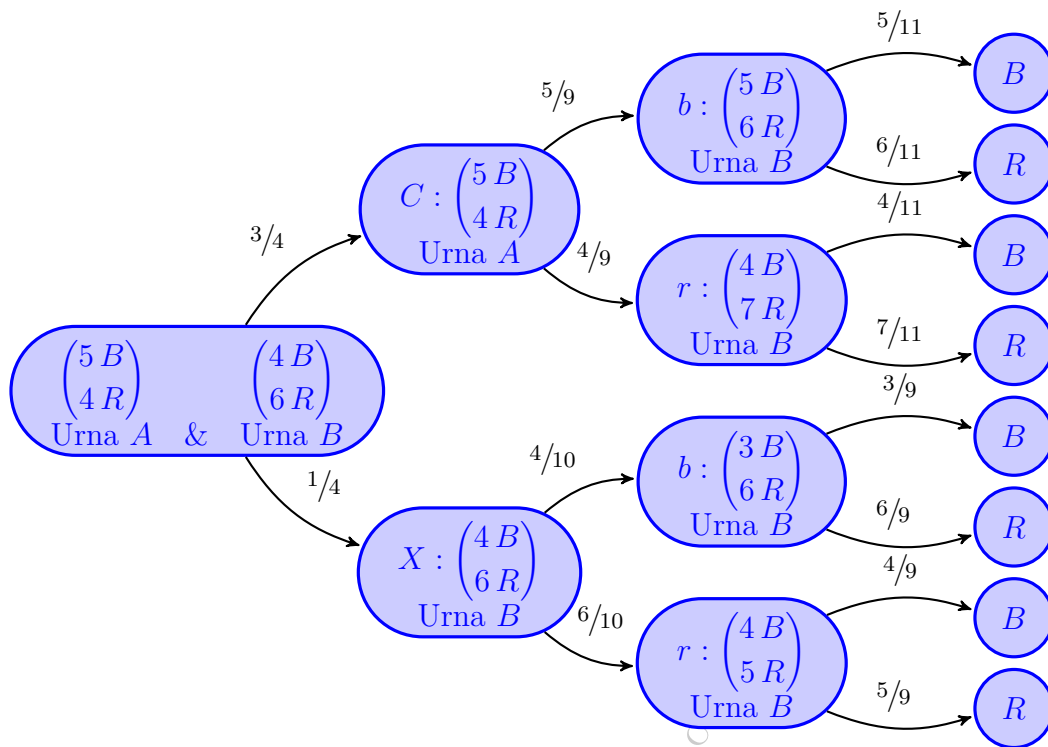 5/11
B
5/9
b : (5 B
6 R)
Urna B
6/11
R
C : (5 B
4 R)
Urna A
3/4
4/9
4/11
B
r : (4 B
7 R)
Urna B
7/11
R
(5 B
4 R)
(4 B
6 R)
Urna A & Urna B
1/4
3/9
B
4/10
b : (3 B
6 R)
Urna B
6/9
R
X : (4 B
6 R)
Urna B
6/10
4/9
B
r : (4 B
5 R)
Urna B
5/9
R